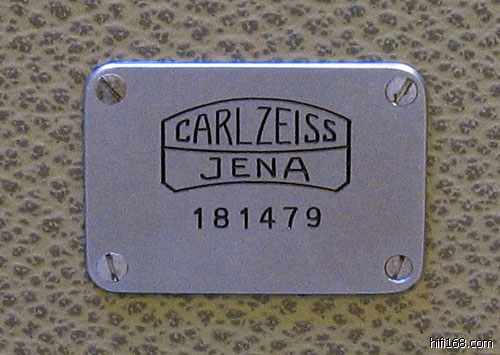 CARL ZEISS
JENA
181479
hifi168.com